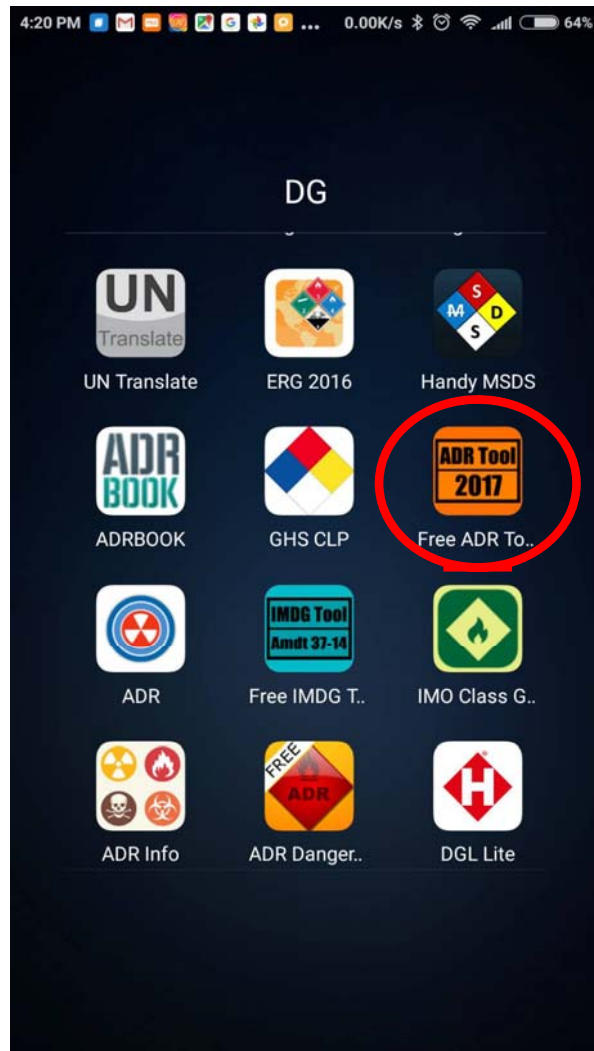 4:20 PM ... 0.00K/s 64%
DG
UN
Translate
S
M D
S
UN Translate ERG 2016 Handy MSDS
ADR
BOOK
ADR Tool
2017
ADRBOOK GHS CLP Free ADR To..
IMDG Tool
Amdt 37-14
ADR Free IMDG T.. IMO Class G..
FREE
ADR
H
ADR Info ADR Danger.. DGL Lite